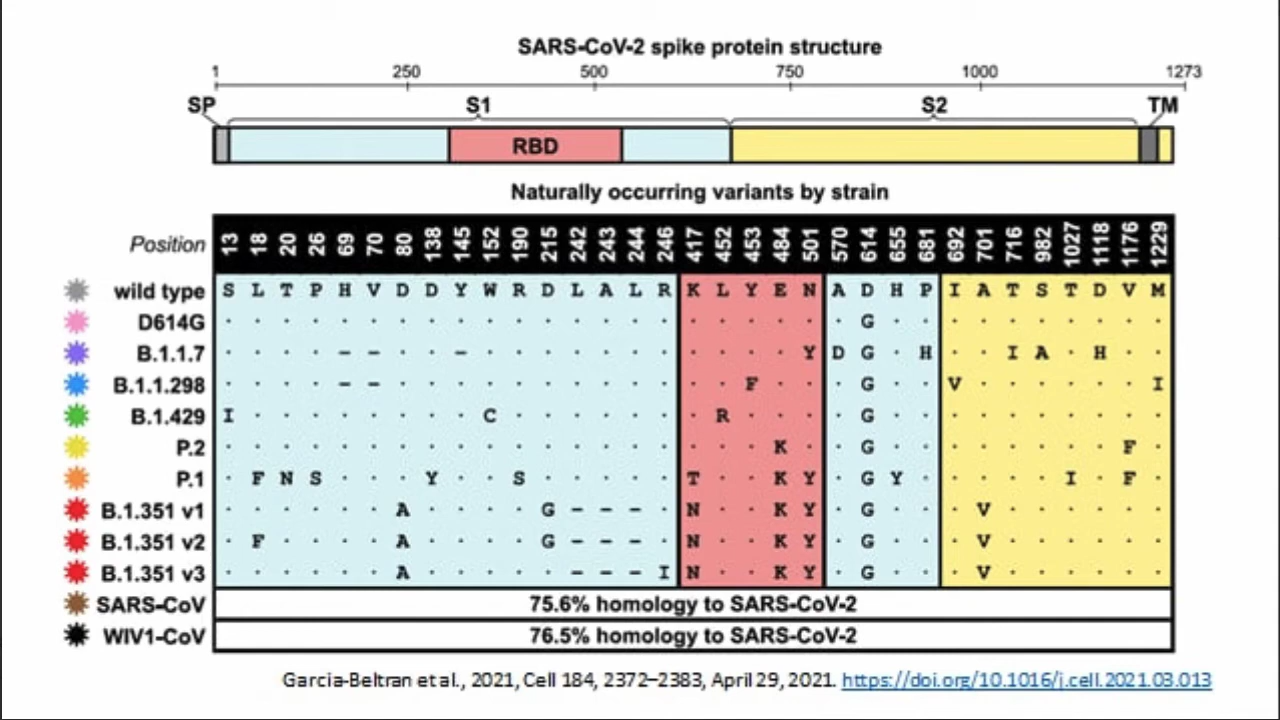 SARS-CoV-2 spike protein structure
1 250 500 750 1000 1273
SP S1 S2 TM
RBD
Naturally occurring variants by strain
Position 13 18 20 26 69 70 80 138 145 152 190 215 242 243 244 246 417 452 453 484 501 570 614 655 681 692 701 716 982 1027 1118 1176 1229
wild type S L T P H V D D Y W R D L A L R K L Y E N A D H P I A T S T D V M
D614G · · · · · · · · · · · · · · · · · · · · · · G · · · · · · · · · ·
B.1.1.7 · · · · - - · · - · · · · · · · · · · · Y D G · H · · I A · H · ·
B.1.1.298 · · · · - - · · · · · · · · · · · · F · · · G · · V · · · · · · I
B.1.429 I · · · · · · · · C · · · · · · · R · · · · G · · · · · · · · · ·
P.2 · · · · · · · · · · · · · · · · · · · K · · G · · · · · · · · F ·
P.1 · F N S · · · Y · · S · · · · · T · · K Y · G Y · · · · · I · F ·
B.1.351 v1 · · · · · · A · · · · G - - - · N · · K Y · G · · · V · · · · · ·
B.1.351 v2 · F · · · · A · · · · G - - - · N · · K Y · G · · · V · · · · · ·
B.1.351 v3 · · · · · · A · · · · · - - - I N · · K Y · G · · · V · · · · · ·
SARS-CoV 75.6% homology to SARS-CoV-2
WIV1-CoV 76.5% homology to SARS-CoV-2
Garcia-Beltran et al., 2021, Cell 184, 2372–2383, April 29, 2021. https://doi.org/10.1016/j.cell.2021.03.013